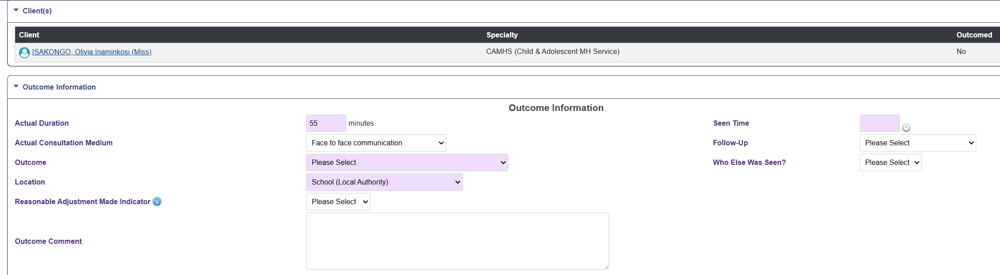 Client(s)
Client Specialty Outcomed
ISAKONGO, Olivia Inaminkosi (Miss) CAMHS (Child & Adolescent MH Service) No
Outcome Information
Outcome Information
Actual Duration 55 minutes Seen Time
Actual Consultation Medium Face to face communication Follow-Up Please Select
Outcome Please Select Who Else Was Seen? Please Select
Location School (Local Authority)
Reasonable Adjustment Made Indicator Please Select
Outcome Comment